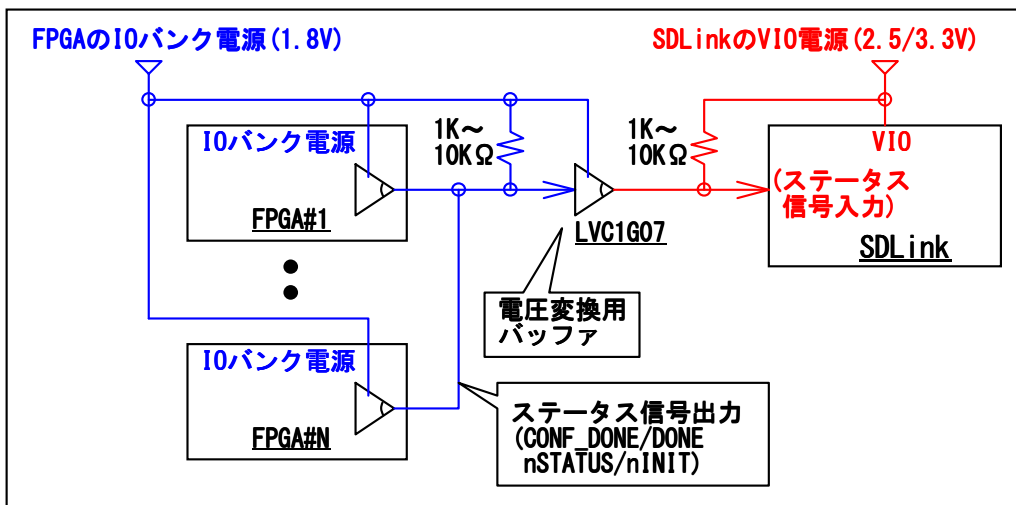 FPGAのIOバンク電源(1.8V)
SDLinkのVIO電源(2.5/3.3V)
IOバンク電源
FPGA#1
1K～
10KΩ
LVC1G07
1K～
10KΩ
VIO
(ステータス
信号入力)
SDLink
電圧変換用
バッファ
IOバンク電源
FPGA#N
ステータス信号出力
(CONF_DONE/DONE
nSTATUS/nINIT)